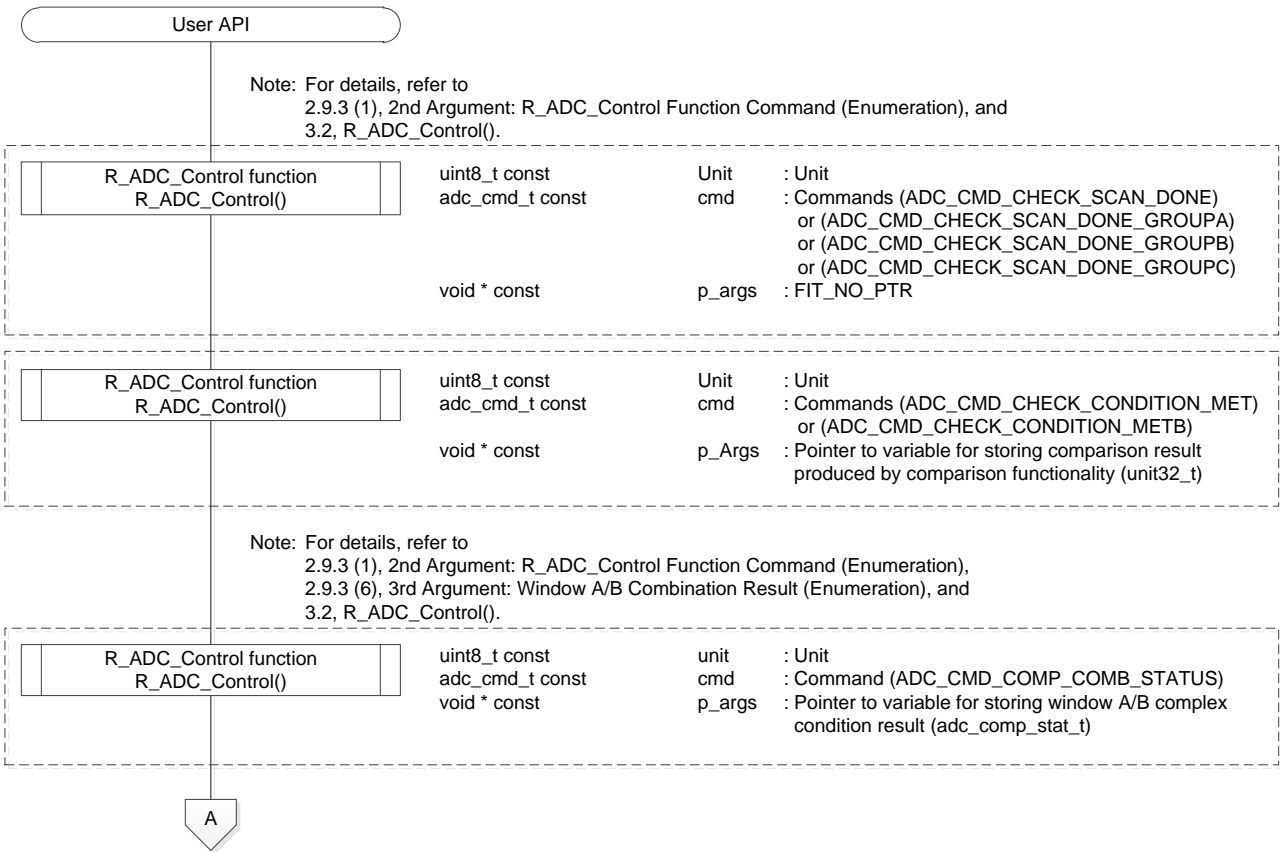 User API
Note: For details, refer to
2.9.3 (1), 2nd Argument: R_ADC_Control Function Command (Enumeration), and
3.2, R_ADC_Control().
R_ADC_Control function
R_ADC_Control()
uint8_t const Unit : Unit
adc_cmd_t const cmd : Commands (ADC_CMD_CHECK_SCAN_DONE)
or (ADC_CMD_CHECK_SCAN_DONE_GROUPA)
or (ADC_CMD_CHECK_SCAN_DONE_GROUPB)
or (ADC_CMD_CHECK_SCAN_DONE_GROUPC)
void * const p_args : FIT_NO_PTR
R_ADC_Control function
R_ADC_Control()
uint8_t const Unit : Unit
adc_cmd_t const cmd : Commands (ADC_CMD_CHECK_CONDITION_MET)
or (ADC_CMD_CHECK_CONDITION_METB)
void * const p_Args : Pointer to variable for storing comparison result
produced by comparison functionality (unit32_t)
Note: For details, refer to
2.9.3 (1), 2nd Argument: R_ADC_Control Function Command (Enumeration),
2.9.3 (6), 3rd Argument: Window A/B Combination Result (Enumeration), and
3.2, R_ADC_Control().
R_ADC_Control function
R_ADC_Control()
uint8_t const unit : Unit
adc_cmd_t const cmd : Command (ADC_CMD_COMP_COMB_STATUS)
void * const p_args : Pointer to variable for storing window A/B complex
condition result (adc_comp_stat_t)
A